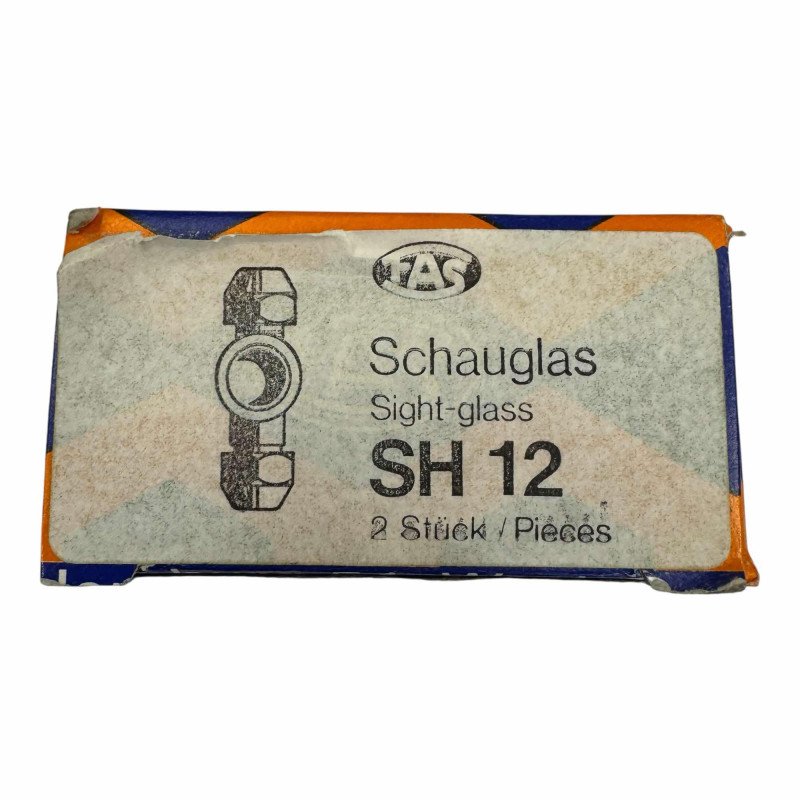 FAS
Schauglas
Sight-glass
SH 12
2 Stück / Pieces